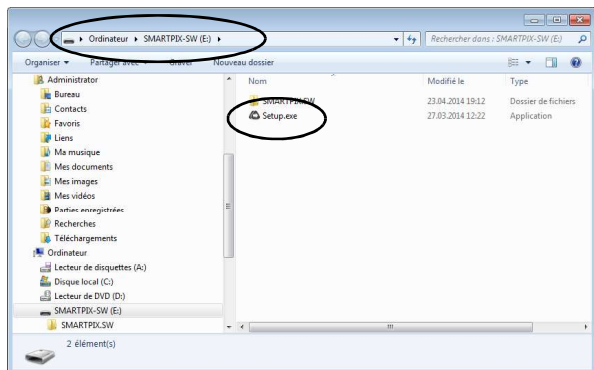 Ordinateur ▸ SMARTPIX-SW (E:) ▸
Rechercher dans : SMARTPIX-SW (E:)
Organiser Partager avec Graver Nouveau dossier
Administrator
Bureau
Contacts
Favoris
Liens
Ma musique
Mes documents
Mes images
Mes vidéos
Parties enregistrées
Recherches
Téléchargements
Ordinateur
Lecteur de disquettes (A:)
Disque local (C:)
Lecteur de DVD (D:)
SMARTPIX-SW (E:)
SMARTPIX.SW
Nom Modifié le Type
SMARTPIX.SW 23.04.2014 19:12 Dossier de fichiers
Setup.exe 27.03.2014 12:22 Application
2 élément(s)